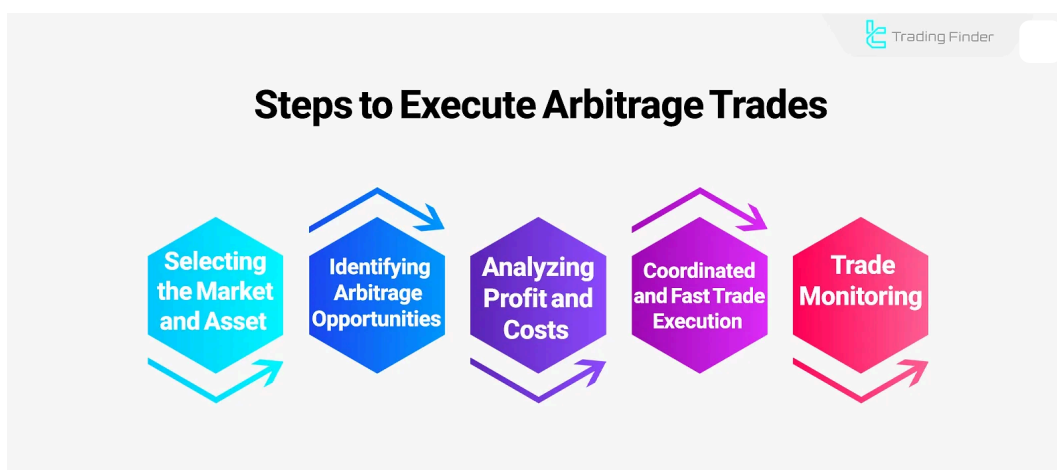 Trading Finder
Steps to Execute Arbitrage Trades
Selecting
the Market
and Asset
Identifying
Arbitrage
Opportunities
Analyzing
Profit and
Costs
Coordinated
and Fast Trade
Execution
Trade
Monitoring